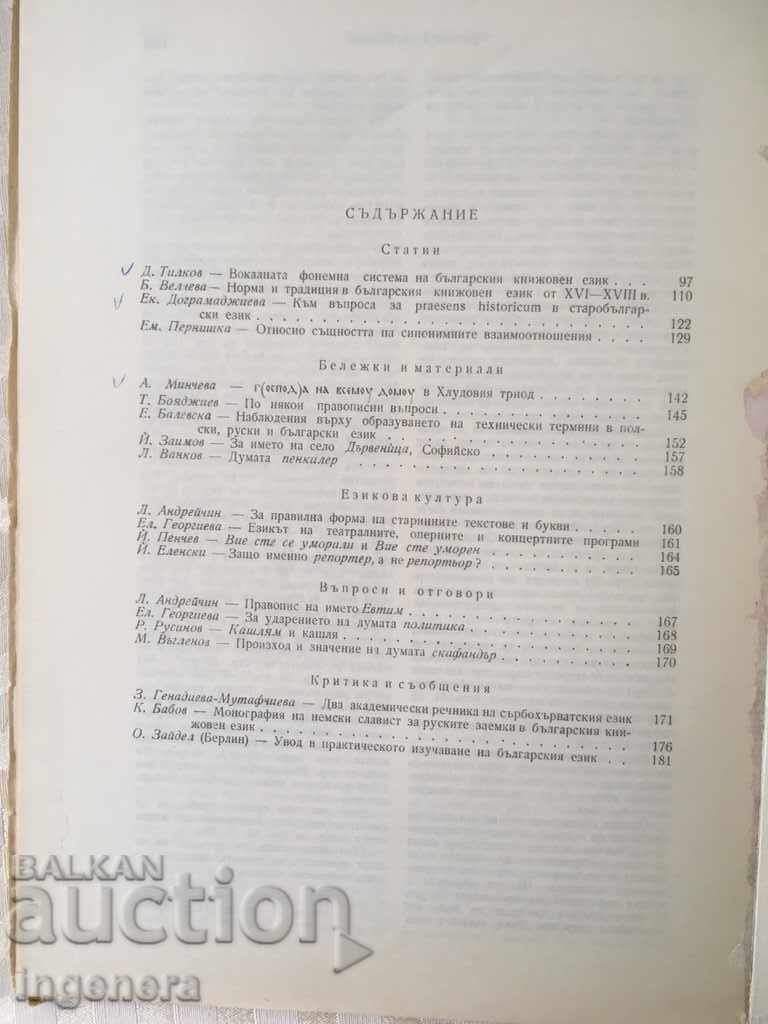 СЪДЪРЖАНИЕ
Статии
Д. Тилков — Вокалната фонемна система на българския книжовен език . . . 97
Б. Велчева — Норма и традиция в българския книжовен език от XVI—XVIII в. 110
Ек. Дограмаджиева — Към въпроса за praesens historicum в старобългар-
ски език . . . 122
Ем. Пернишка — Относно същността на синонимните взаимоотношения . . . . 129
Бележки и материали
А. Минчева — г(оспод)а на всемоу домоу в Хлудовия триод . . . 142
Т. Бояджиев — По някои правописни въпроси . . . 145
Е. Балевска — Наблюдения върху образуването на технически термини в пол-
ски, руски и български език . . . 152
Й. Заимов — За името на село Дървенѝца, Софийско . . . 157
Л. Ванков — Думата пенкилер . . . 158
Езикова култура
Л. Андрейчин — За правилна форма на старинните текстове и букви . . . . . 160
Ел. Георгиева — Езикът на театралните, оперните и концертните програми 161
Й. Пенчев — Вие сте се уморили и Вие сте уморен . . . 164
Й. Еленски — Защо именно репортер, а не репортьор? . . . 165
Въпроси и отговори
Л. Андрейчин — Правопис на името Евтим . . . 167
Ел. Георгиева — За ударението на думата политика . . . 168
Р. Русинов — Кашлям и кашля . . . 169
М. Въгленов — Произход и значение на думата скафандър . . . 170
Критика и съобщения
З. Генадиева-Мутафчиева — Два академически речника на сърбохърватския език 171
К. Бабов — Монография на немски славист за руските заемки в българския кни-
жовен език . . . 176
О. Зайдел (Берлин) — Увод в практическото изучаване на българския език . . 181
BALKAN
auction
ingenera